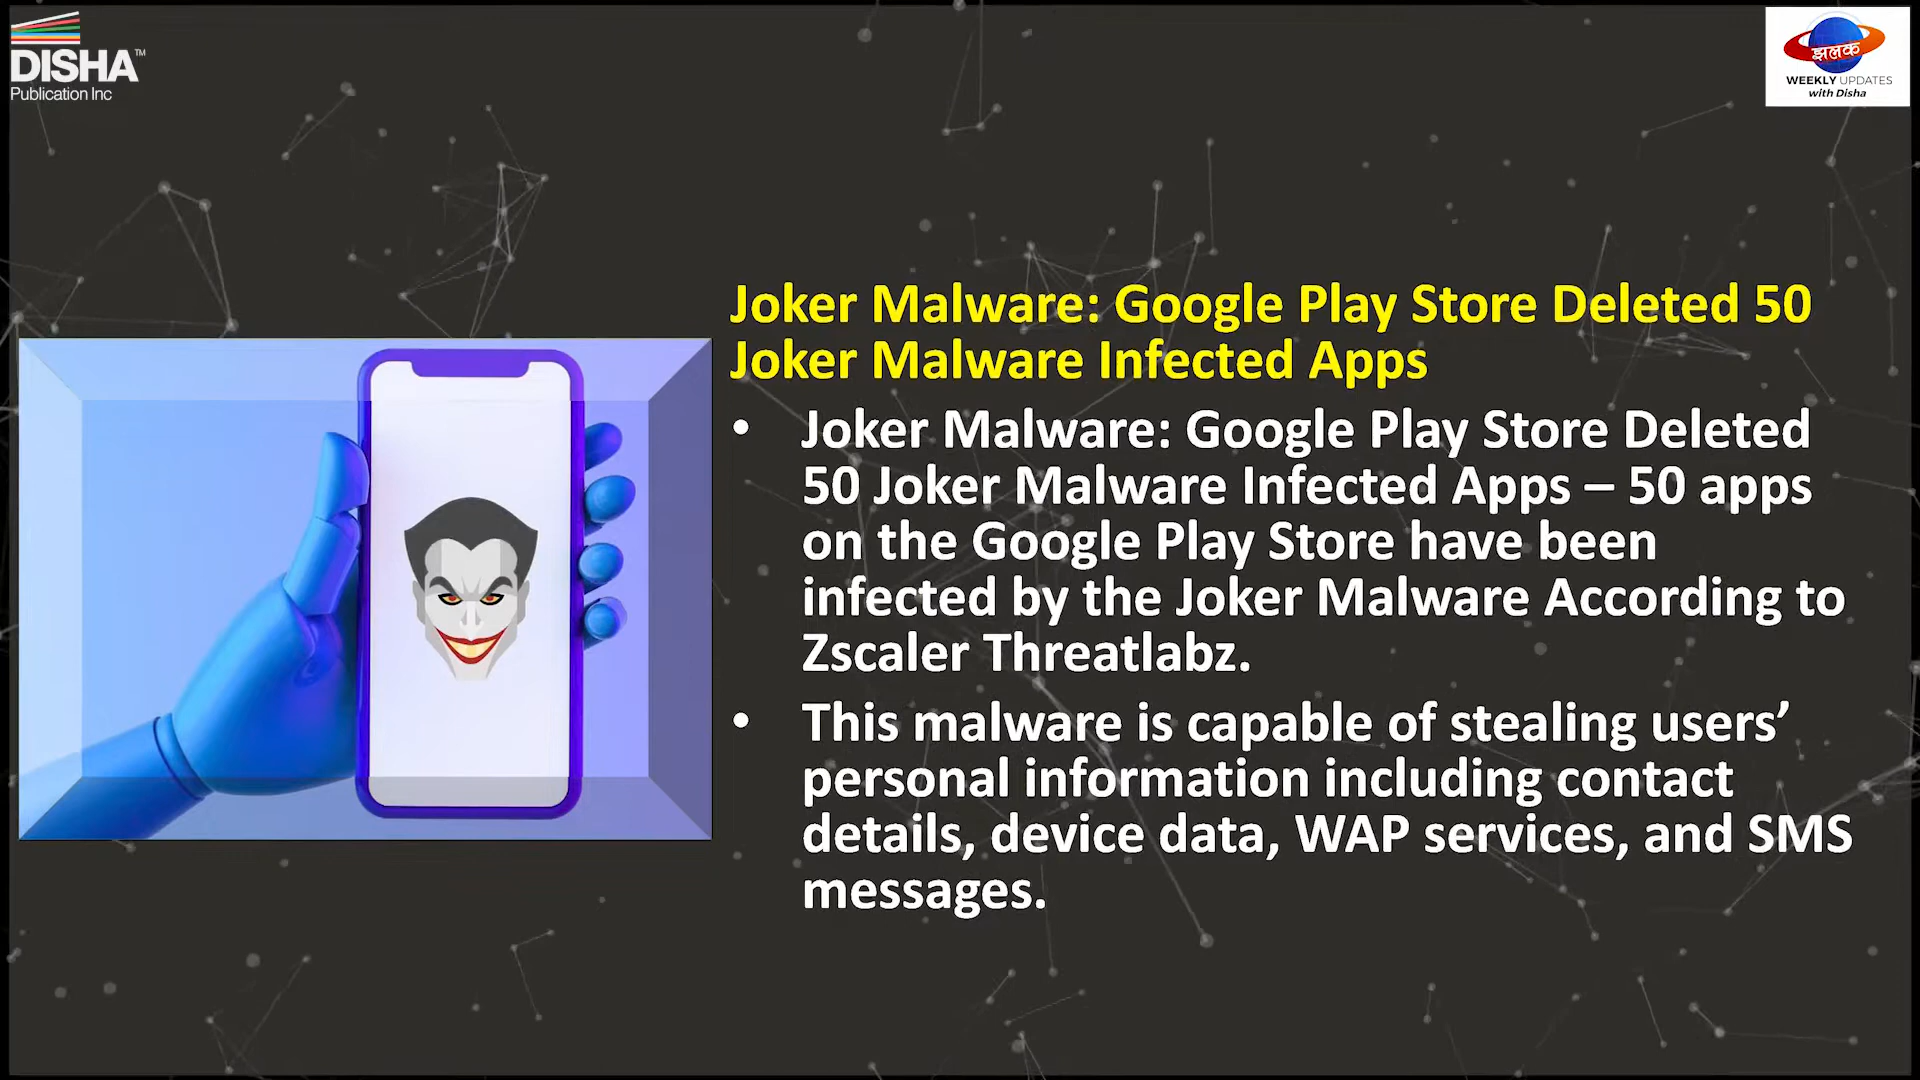 DISHA™
Publication Inc
झलक
WEEKLY UPDATES
with Disha
Joker Malware: Google Play Store Deleted 50
Joker Malware Infected Apps
• Joker Malware: Google Play Store Deleted
50 Joker Malware Infected Apps – 50 apps
on the Google Play Store have been
infected by the Joker Malware According to
Zscaler Threatlabz.
• This malware is capable of stealing users’
personal information including contact
details, device data, WAP services, and SMS
messages.